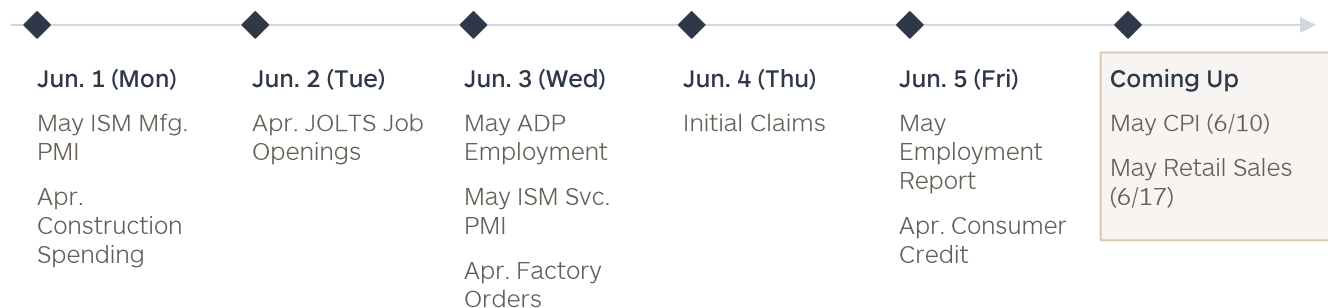 Jun. 1 (Mon)
May ISM Mfg.
PMI
Apr.
Construction
Spending
Jun. 2 (Tue)
Apr. JOLTS Job
Openings
Jun. 3 (Wed)
May ADP
Employment
May ISM Svc.
PMI
Apr. Factory
Orders
Jun. 4 (Thu)
Initial Claims
Jun. 5 (Fri)
May
Employment
Report
Apr. Consumer
Credit
Coming Up
May CPI (6/10)
May Retail Sales
(6/17)